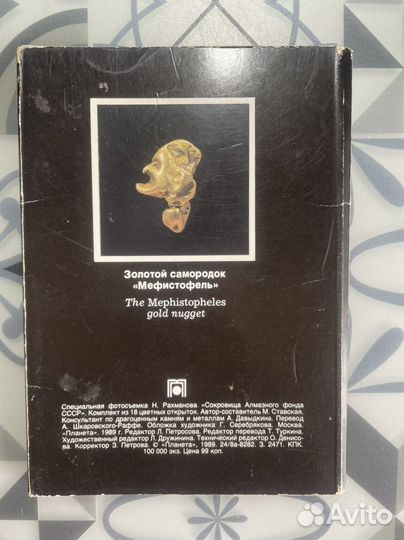 Золотой самородок
«Мефистофель»
The Mephistopheles
gold nugget
Специальная фотосъемка Н. Рахманова «Сокровища Алмазного фонда
СССР». Комплект из 18 цветных открыток. Автор-составитель М. Ставская.
Консультант по драгоценным камням и металлам А. Давыдкина. Перевод
А. Шкаровского-Раффе. Обложка художника Г. Серебрякова. Москва.
«Планета». 1989 г. Редактор Л. Петросова. Редактор перевода Т. Туркина.
Художественный редактор Л. Дружинина. Технический редактор О. Денисо-
ва. Корректор З. Петрова. © «Планета», 1989. 24/8а-8282. З. 2471. КПК.
100 000 экз. Цена 99 коп.
Avito